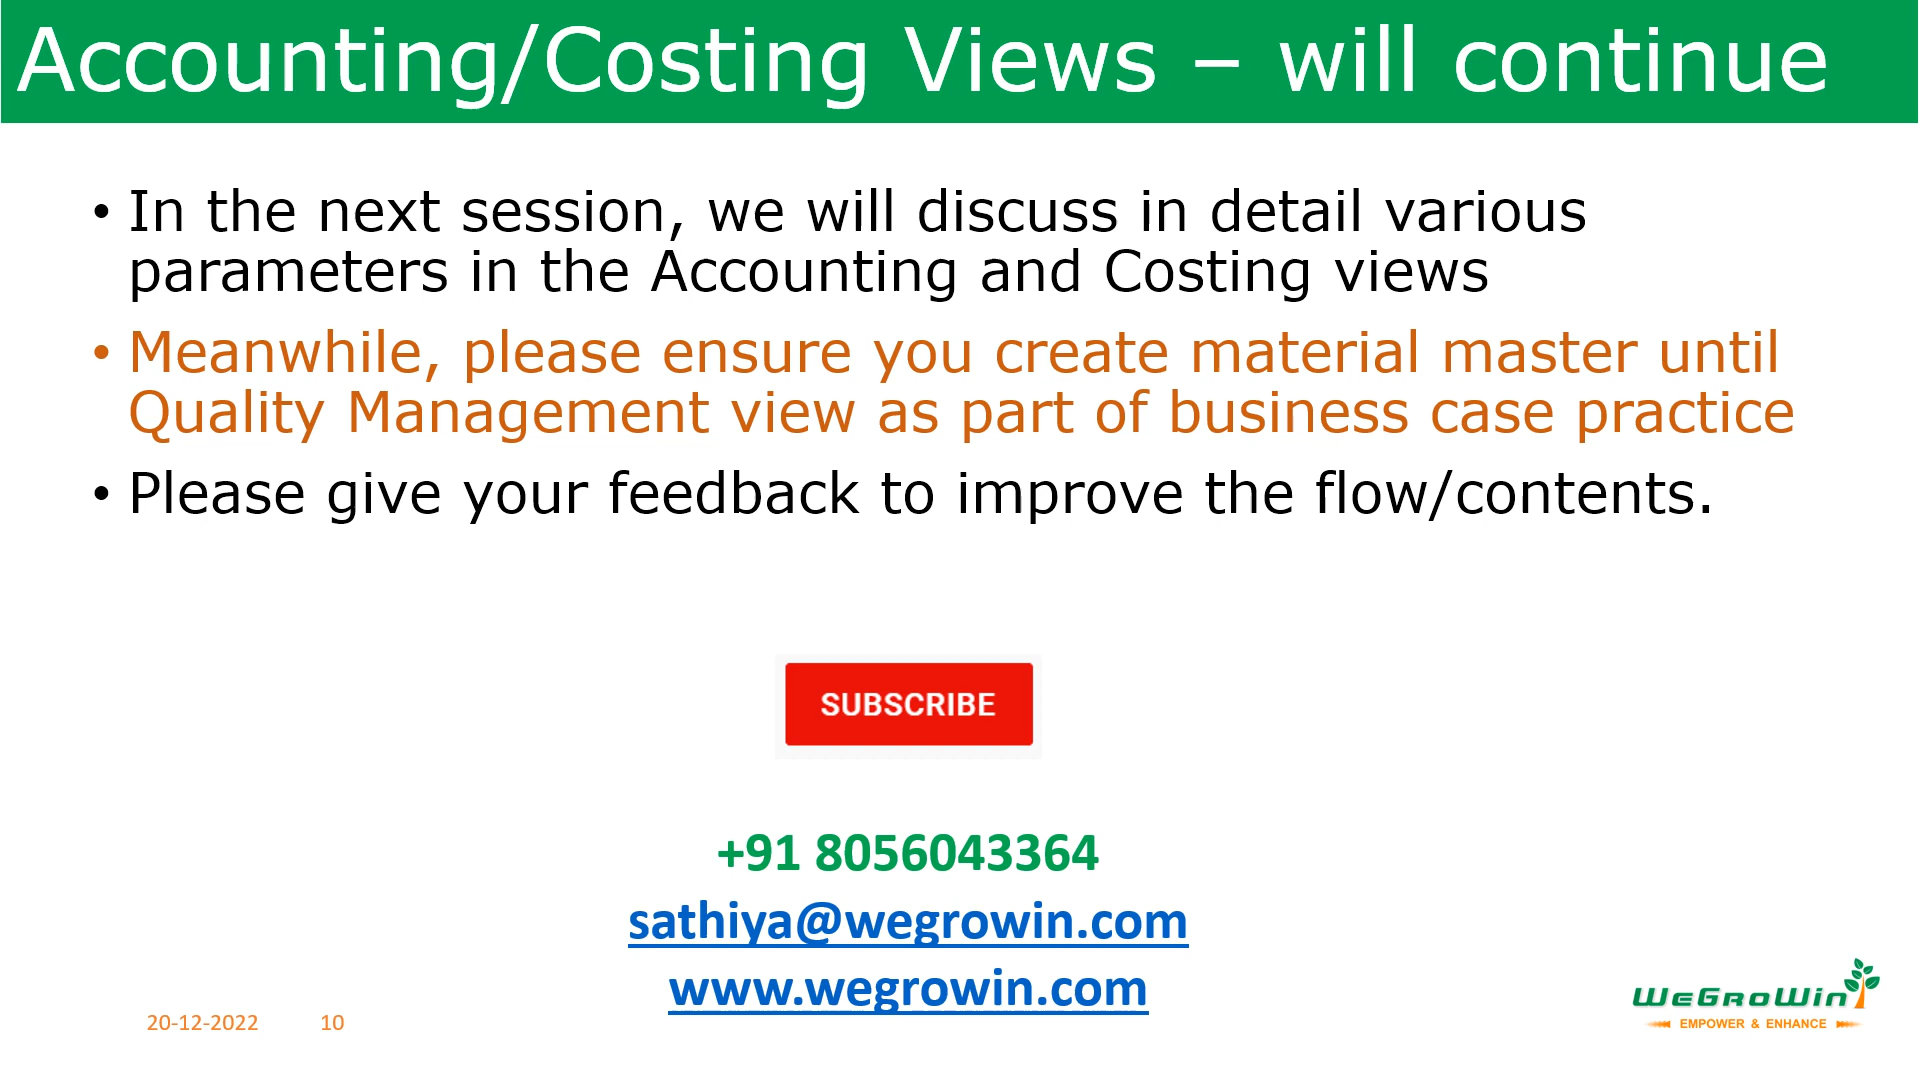 Accounting/Costing Views – will continue
• In the next session, we will discuss in detail various
parameters in the Accounting and Costing views
• Meanwhile, please ensure you create material master until
Quality Management view as part of business case practice
• Please give your feedback to improve the flow/contents.
SUBSCRIBE
+91 8056043364
sathiya@wegrowin.com
www.wegrowin.com
20-12-2022 10
WeGroWin
EMPOWER & ENHANCE